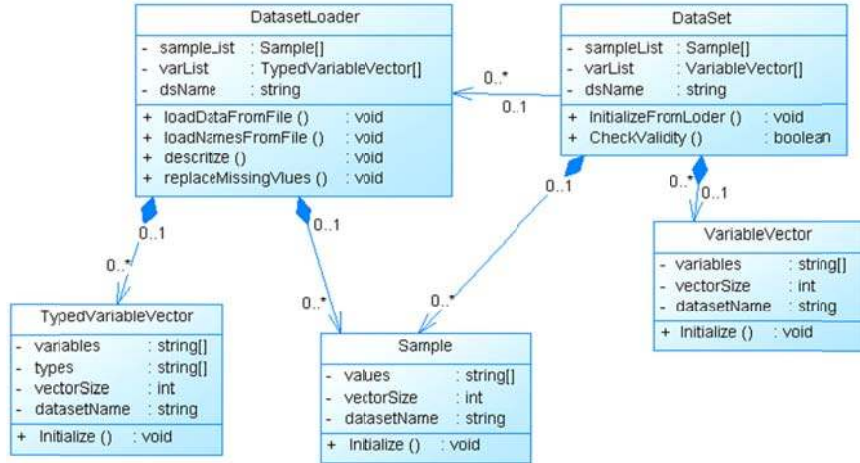 DatasetLoader
- sampleList : Sample[]
- varList : TypedVariableVector[]
- dsName : string
+ loadDataFromFile () : void
+ loadNamesFromFile () : void
+ descritze () : void
+ replaceMissingVlues () : void
DataSet
- sampleList : Sample[]
- varList : VariableVector[]
- dsName : string
+ InitializeFromLoder () : void
+ CheckValidity () : boolean
0..*
0..1
0..1
0..*
0..1
0..*
0..1
0..*
0..*
0..1
VariableVector
- variables : string[]
- vectorSize : int
- datasetName : string
+ Initialize () : void
TypedVariableVector
- variables : string[]
- types : string[]
- vectorSize : int
- datasetName : string
+ Initialize () : void
Sample
- values : string[]
- vectorSize : int
- datasetName : string
+ Initialize () : void